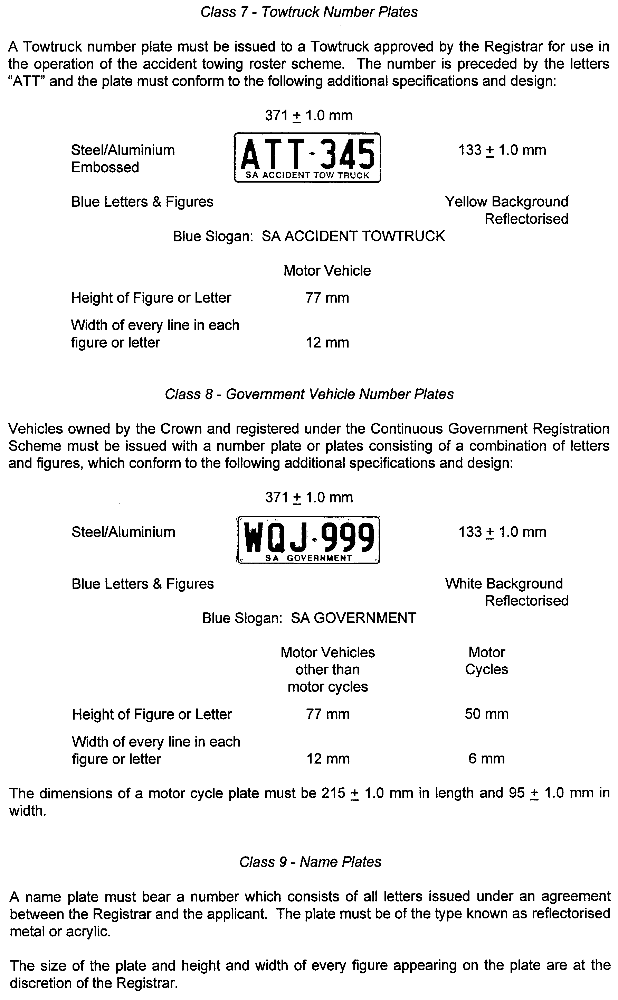 Class 7 - Towtruck Number Plates
A Towtruck number plate must be issued to a Towtruck approved by the Registrar for use in
the operation of the accident towing roster scheme. The number is preceded by the letters
“ATT” and the plate must conform to the following additional specifications and design:
371 ± 1.0 mm
Steel/Aluminium
Embossed
ATT·345
SA ACCIDENT TOW TRUCK
133 ± 1.0 mm
Blue Letters & Figures
Yellow Background
Reflectorised
Blue Slogan: SA ACCIDENT TOWTRUCK
Motor Vehicle
Height of Figure or Letter 77 mm
Width of every line in each
figure or letter 12 mm
Class 8 - Government Vehicle Number Plates
Vehicles owned by the Crown and registered under the Continuous Government Registration
Scheme must be issued with a number plate or plates consisting of a combination of letters
and figures, which conform to the following additional specifications and design:
371 ± 1.0 mm
Steel/Aluminium
WQJ·999
SA GOVERNMENT
133 ± 1.0 mm
Blue Letters & Figures
White Background
Reflectorised
Blue Slogan: SA GOVERNMENT
Motor Vehicles Motor
other than Cycles
motor cycles
Height of Figure or Letter 77 mm 50 mm
Width of every line in each
figure or letter 12 mm 6 mm
The dimensions of a motor cycle plate must be 215 ± 1.0 mm in length and 95 ± 1.0 mm in
width.
Class 9 - Name Plates
A name plate must bear a number which consists of all letters issued under an agreement
between the Registrar and the applicant. The plate must be of the type known as reflectorised
metal or acrylic.
The size of the plate and height and width of every figure appearing on the plate are at the
discretion of the Registrar.